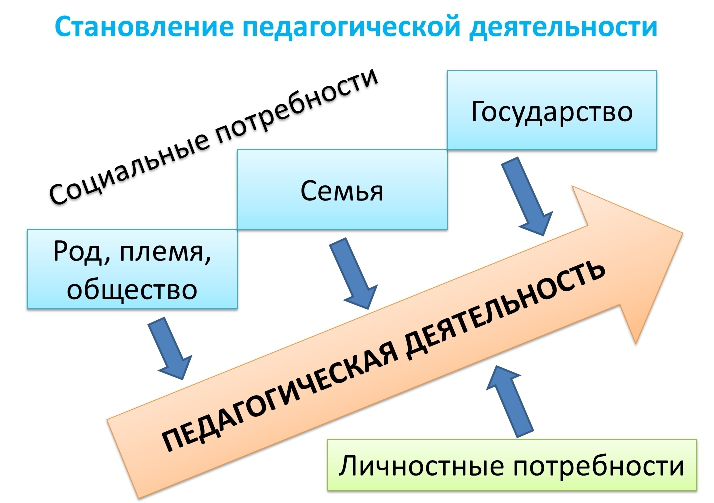 Становление педагогической деятельности
Социальные потребности
Государство
Семья
Род, племя,
общество
ПЕДАГОГИЧЕСКАЯ ДЕЯТЕЛЬНОСТЬ
Личностные потребности